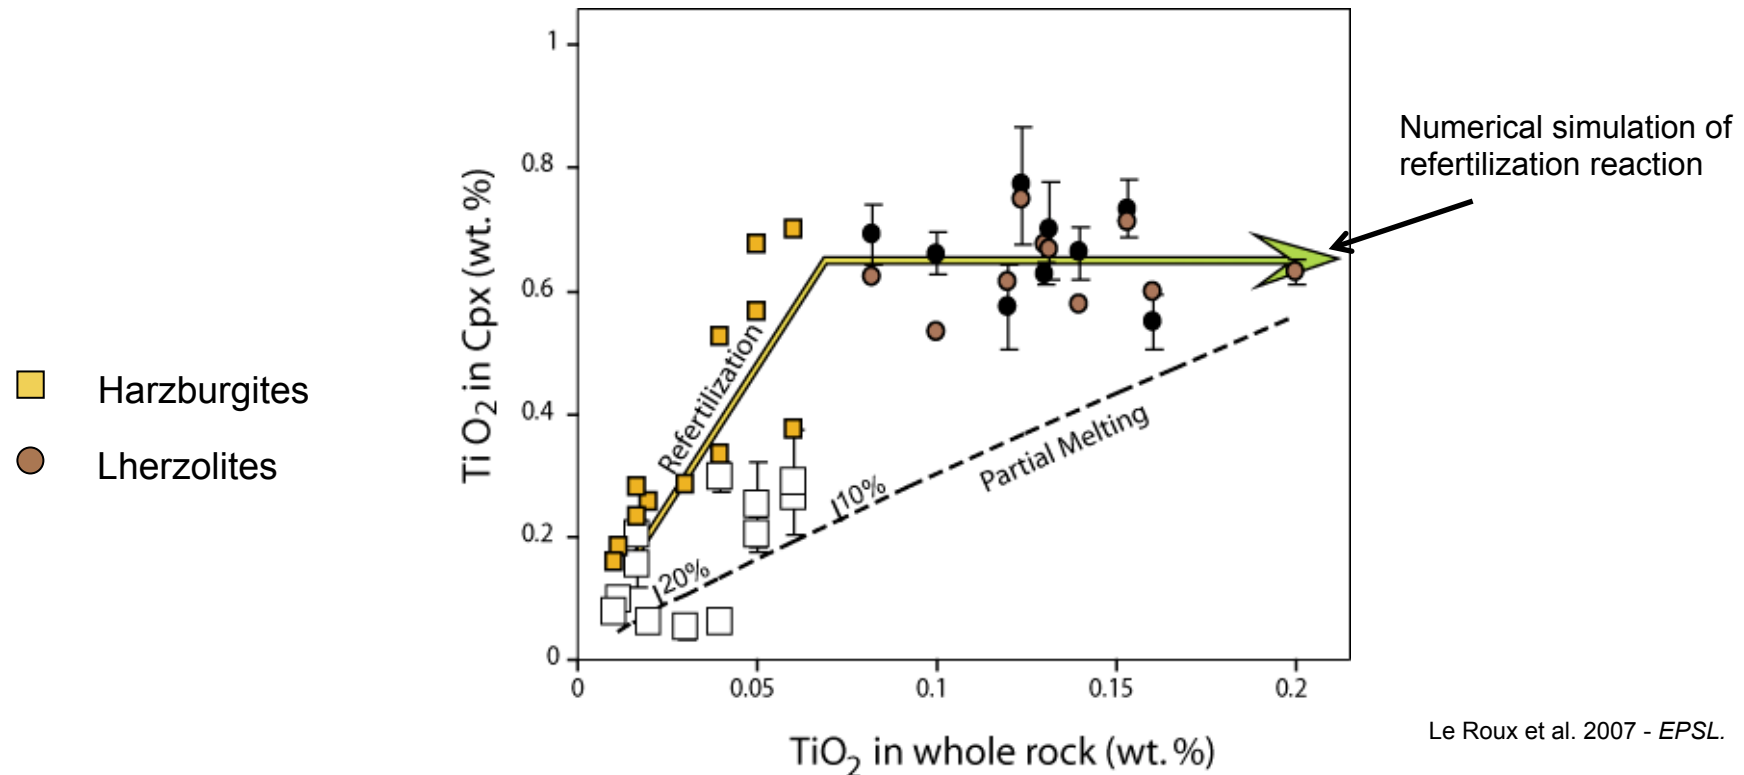 1
0.8
0.6
0.4
0.2
0
Ti O2 in Cpx (wt. %)
Harzburgites
Lherzolites
Refertilization
20%
10%
Partial Melting
Numerical simulation of
refertilization reaction
0
0.05
0.1
0.15
0.2
TiO2 in whole rock (wt. %)
Le Roux et al. 2007 - EPSL.